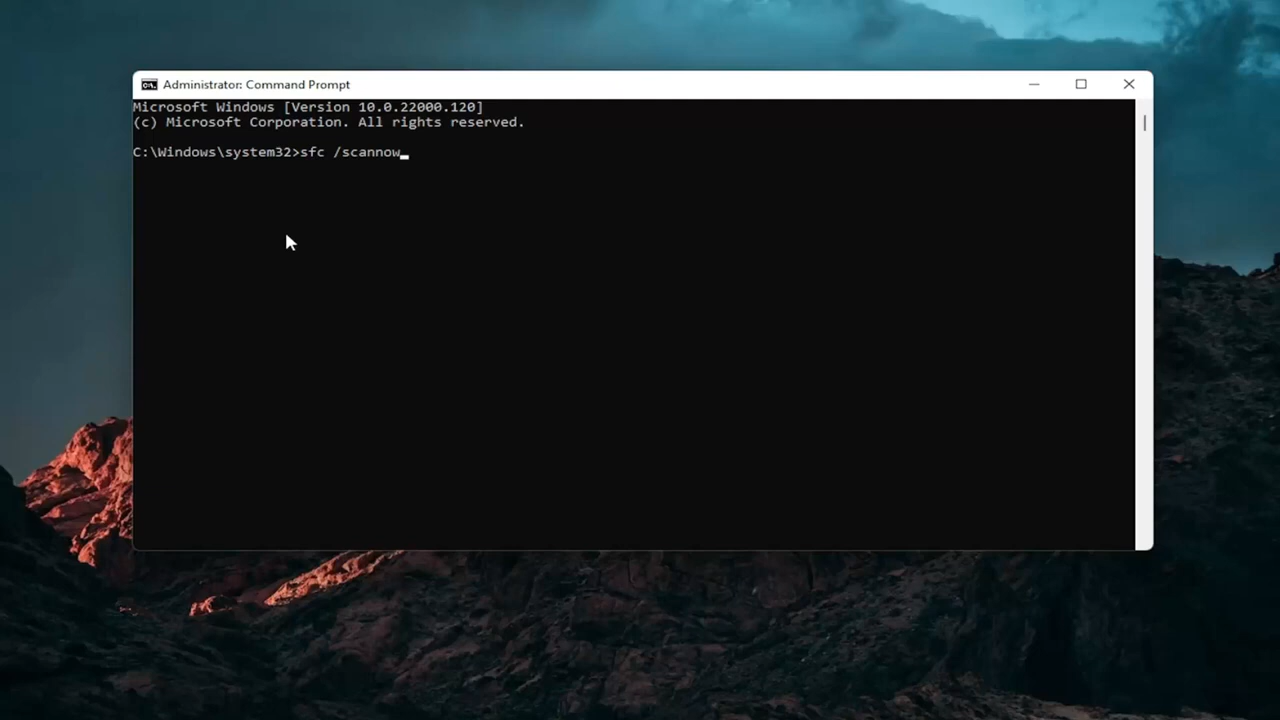 Administrator: Command Prompt
Microsoft Windows [Version 10.0.22000.120]
(c) Microsoft Corporation. All rights reserved.
C:\Windows\system32>sfc /scannow